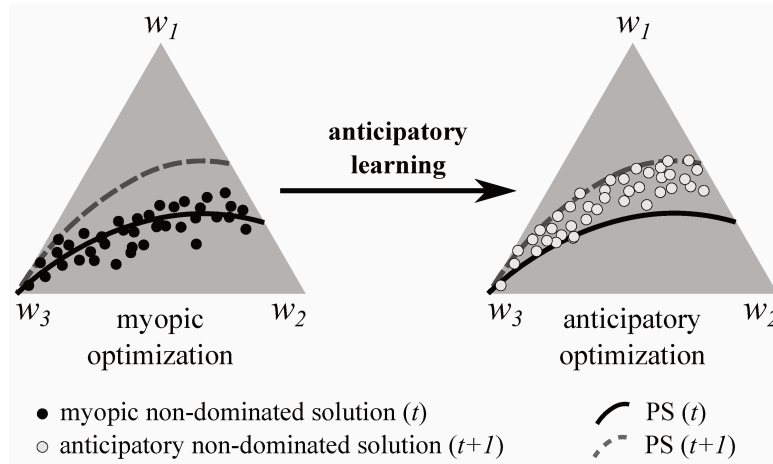 w1
w1
anticipatory
learning
w3
w2
w3
w2
myopic
optimization
anticipatory
optimization
myopic non-dominated solution (t)
PS (t)
anticipatory non-dominated solution (t+1)
PS (t+1)